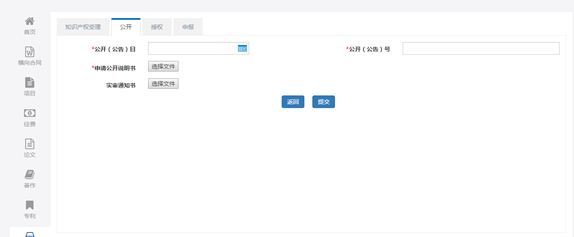 首页
横向合同
项目
经费
论文
著作
专利
知识产权受理 公开 授权 申报
*公开（公告）日 *公开（公告）号
*申请公开说明书 选择文件
实审通知书 选择文件
返回 提交